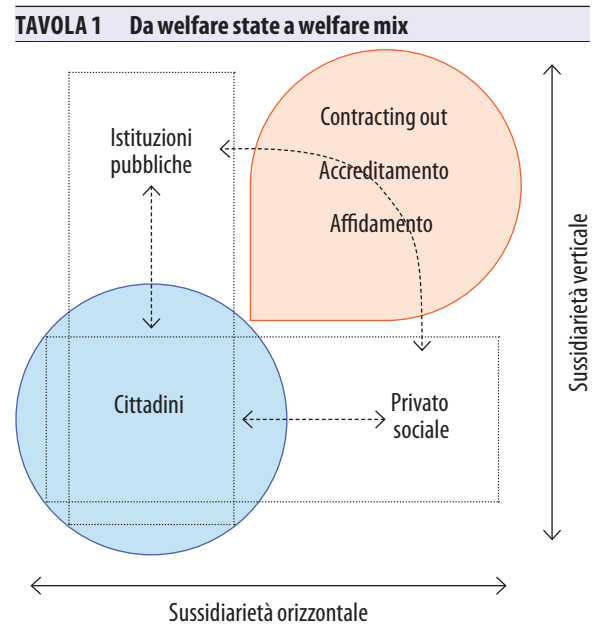 TAVOLA 1 Da welfare state a welfare mix
Contracting out
Istituzioni
pubbliche
Accreditamento
Affidamento
Sussidiarietà verticale
Cittadini
Privato
sociale
Sussidiarietà orizzontale